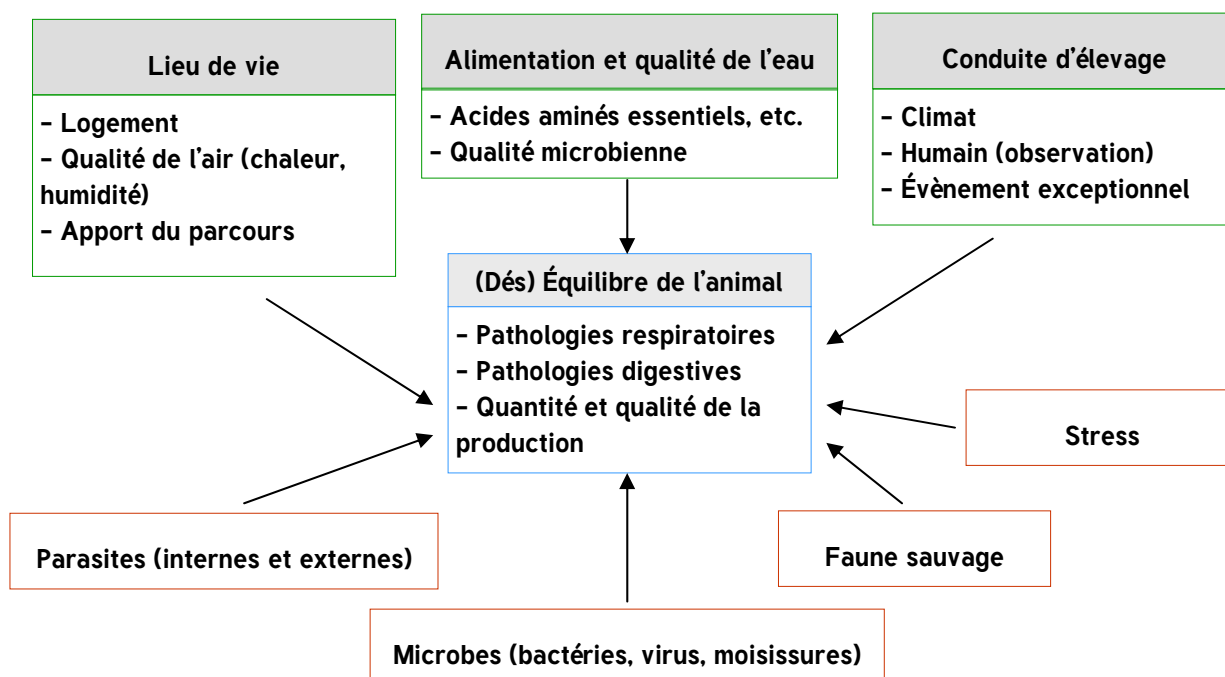 Lieu de vie
– Logement
– Qualité de l'air (chaleur,
humidité)
– Apport du parcours
Alimentation et qualité de l'eau
– Acides aminés essentiels, etc.
– Qualité microbienne
Conduite d'élevage
– Climat
– Humain (observation)
– Évènement exceptionnel
(Dés) Équilibre de l'animal
– Pathologies respiratoires
– Pathologies digestives
– Quantité et qualité de la
production
Stress
Parasites (internes et externes)
Faune sauvage
Microbes (bactéries, virus, moisissures)